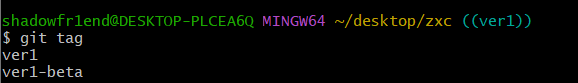 shadowfr1end@DESKTOP-PLCEA6Q MINGW64 ~/desktop/zxc ((ver1))
$ git tag
ver1
ver1-beta